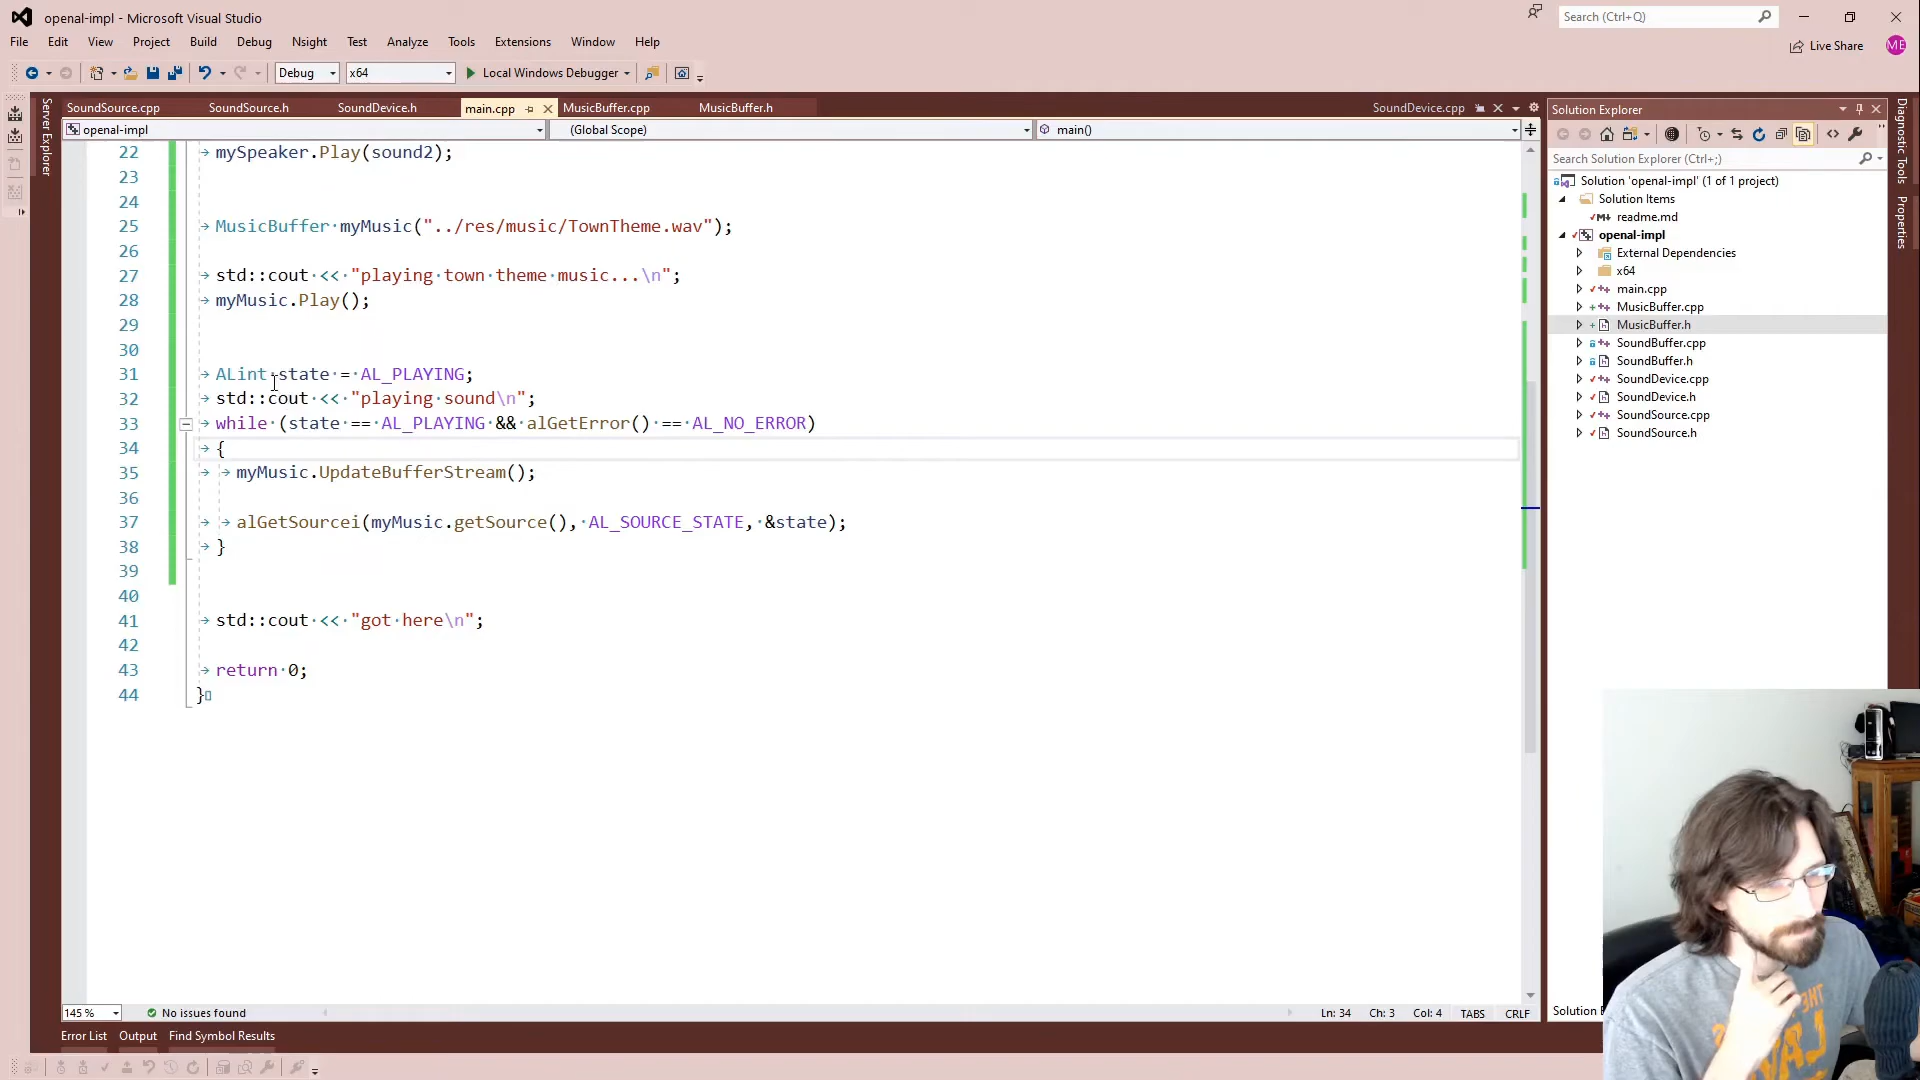 openal-impl - Microsoft Visual Studio
Search (Ctrl+Q)
File Edit View Project Build Debug Nsight Test Analyze Tools Extensions Window Help
Live Share
ME
Debug
x64
Local Windows Debugger
SoundSource.cpp
SoundSource.h
SoundDevice.h
main.cpp
MusicBuffer.cpp
MusicBuffer.h
SoundDevice.cpp
openal-impl
(Global Scope)
main()
Server Explorer
22 mySpeaker.Play(sound2);
23
24
25 MusicBuffer myMusic("../res/music/TownTheme.wav");
26
27 std::cout << "playing town theme music...\n";
28 myMusic.Play();
29
30
31 ALint state = AL_PLAYING;
32 std::cout << "playing sound\n";
33 while (state == AL_PLAYING && alGetError() == AL_NO_ERROR)
34 {
35 myMusic.UpdateBufferStream();
36
37 alGetSourcei(myMusic.getSource(), AL_SOURCE_STATE, &state);
38 }
39
40
41 std::cout << "got here\n";
42
43 return 0;
44 }
145 %
No issues found
Ln: 34 Ch: 3 Col: 4 TABS CRLF
Error List Output Find Symbol Results
Solution Explorer
Search Solution Explorer (Ctrl+;)
Solution 'openal-impl' (1 of 1 project)
Solution Items
readme.md
openal-impl
External Dependencies
x64
main.cpp
MusicBuffer.cpp
MusicBuffer.h
SoundBuffer.cpp
SoundBuffer.h
SoundDevice.cpp
SoundDevice.h
SoundSource.cpp
SoundSource.h
Solution
Diagnostic Tools
Properties